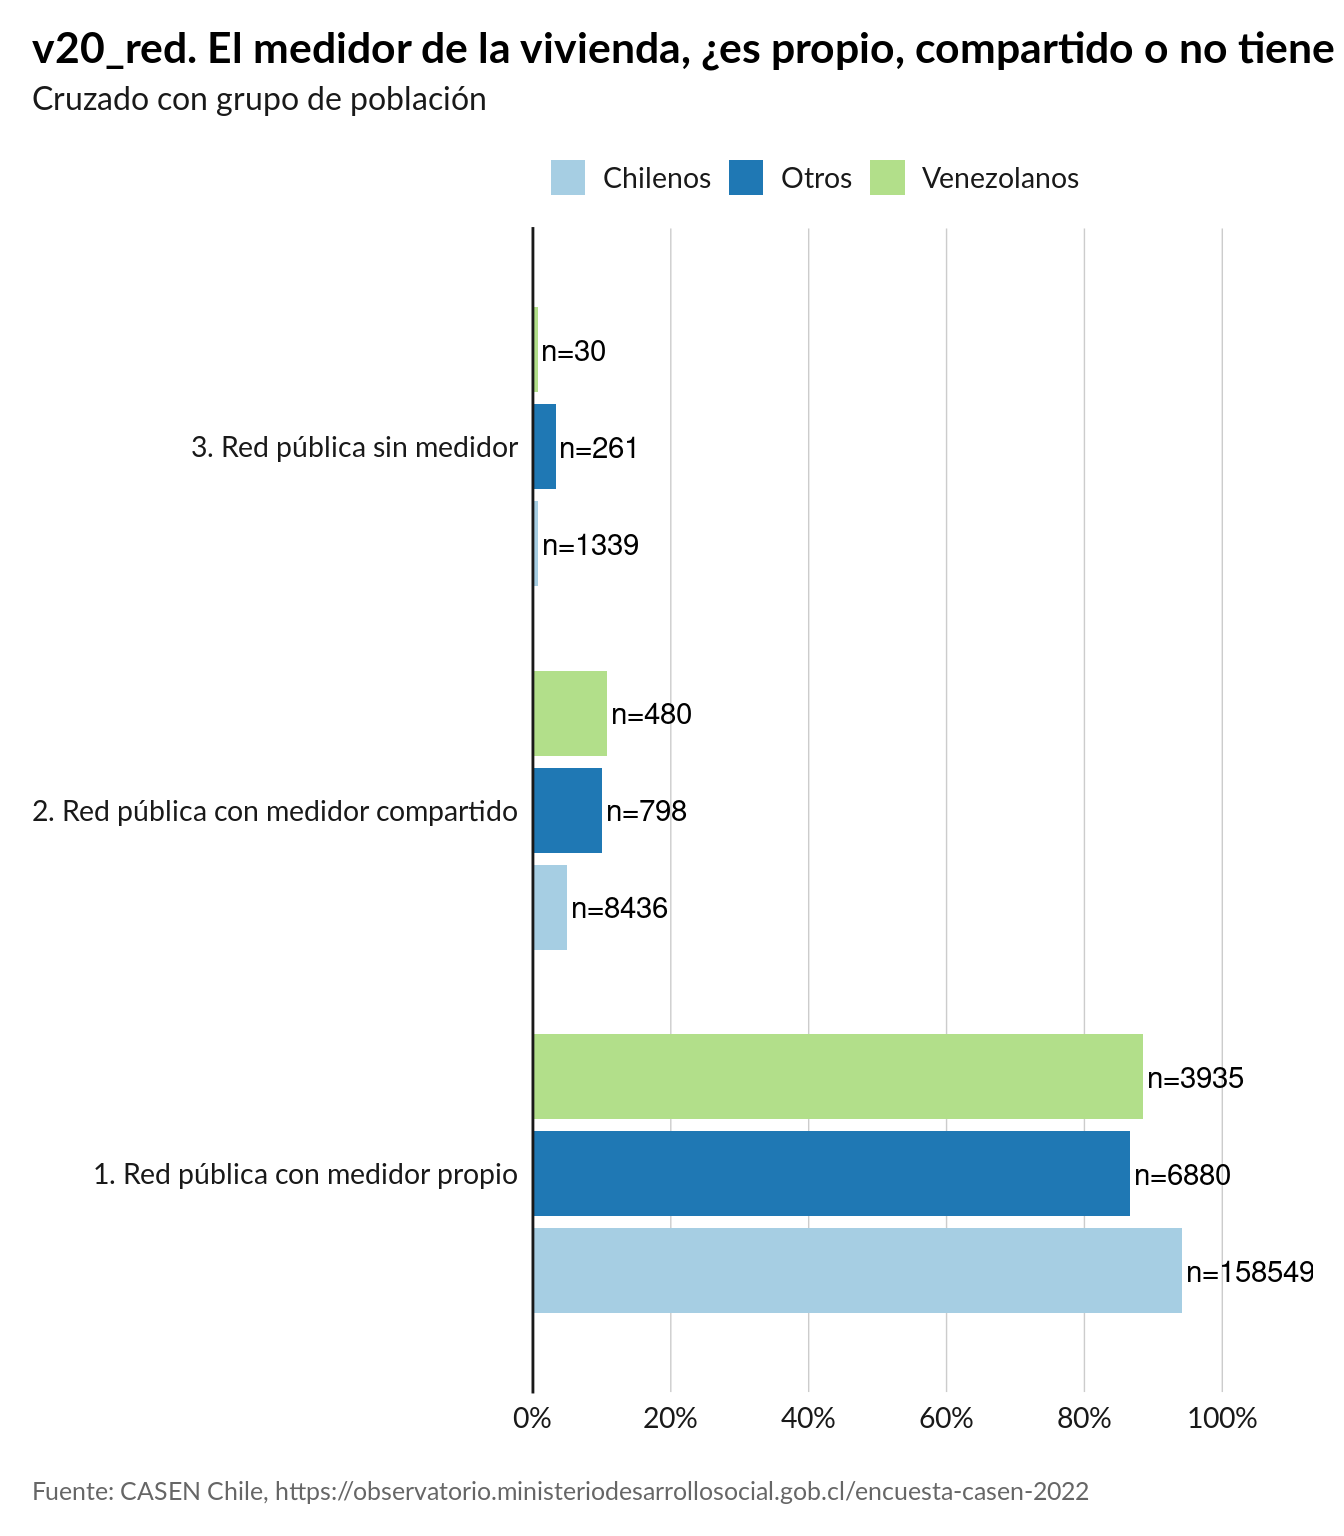 v20_red. El medidor de la vivienda, ¿es propio, compartido o no tiene
Cruzado con grupo de población
Chilenos Otros Venezolanos
n=30
3. Red pública sin medidor n=261
n=1339
n=480
2. Red pública con medidor compartido n=798
n=8436
n=3935
1. Red pública con medidor propio n=6880
n=158549
0% 20% 40% 60% 80% 100%
Fuente: CASEN Chile, https://observatorio.ministeriodesarrollosocial.gob.cl/encuesta-casen-2022